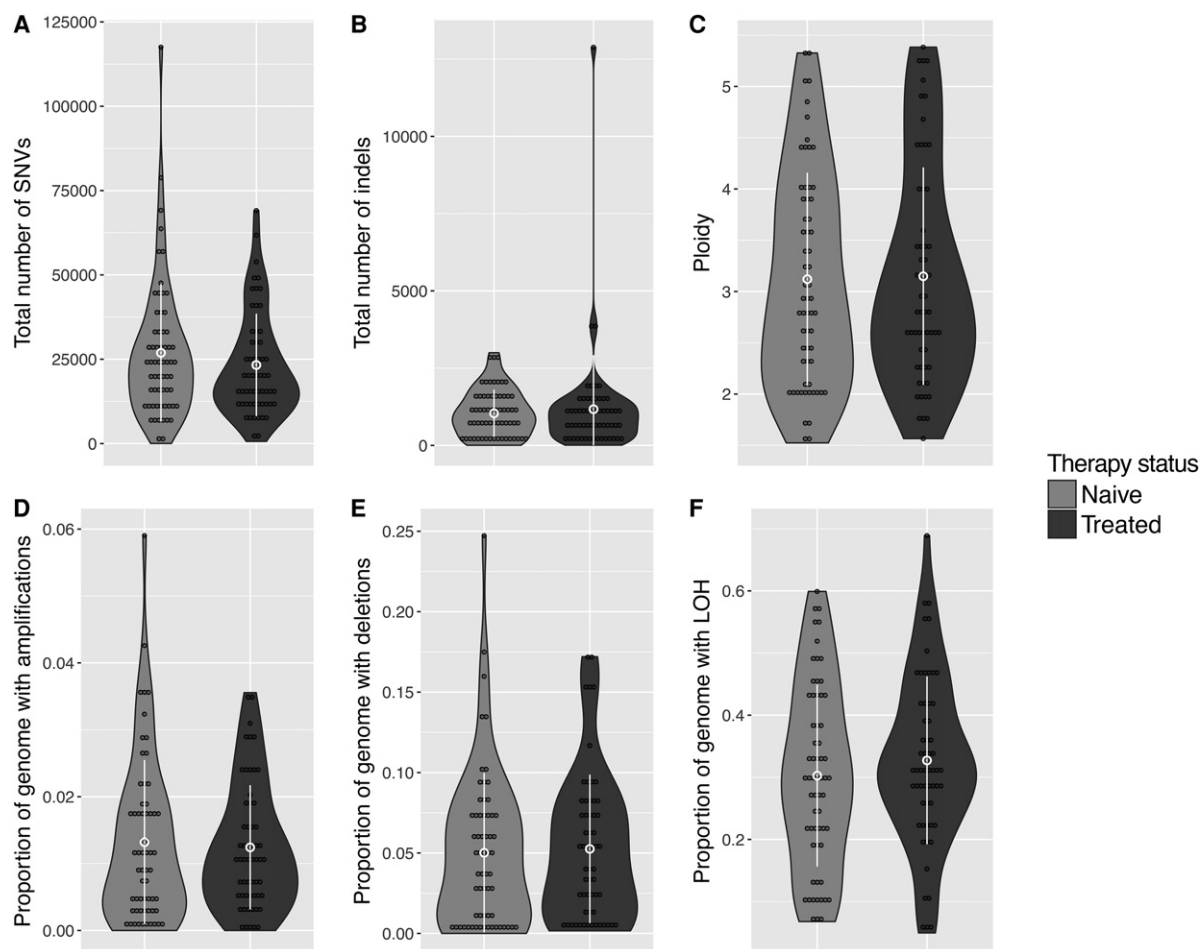 A
Total number of SNVs
125000
100000
75000
50000
25000
0
B
Total number of indels
10000
5000
0
C
Ploidy
5
4
3
2
Therapy status
Naive
Treated
D
Proportion of genome with amplifications
0.06
0.04
0.02
0.00
E
Proportion of genome with deletions
0.25
0.20
0.15
0.10
0.05
0.00
F
Proportion of genome with LOH
0.6
0.4
0.2